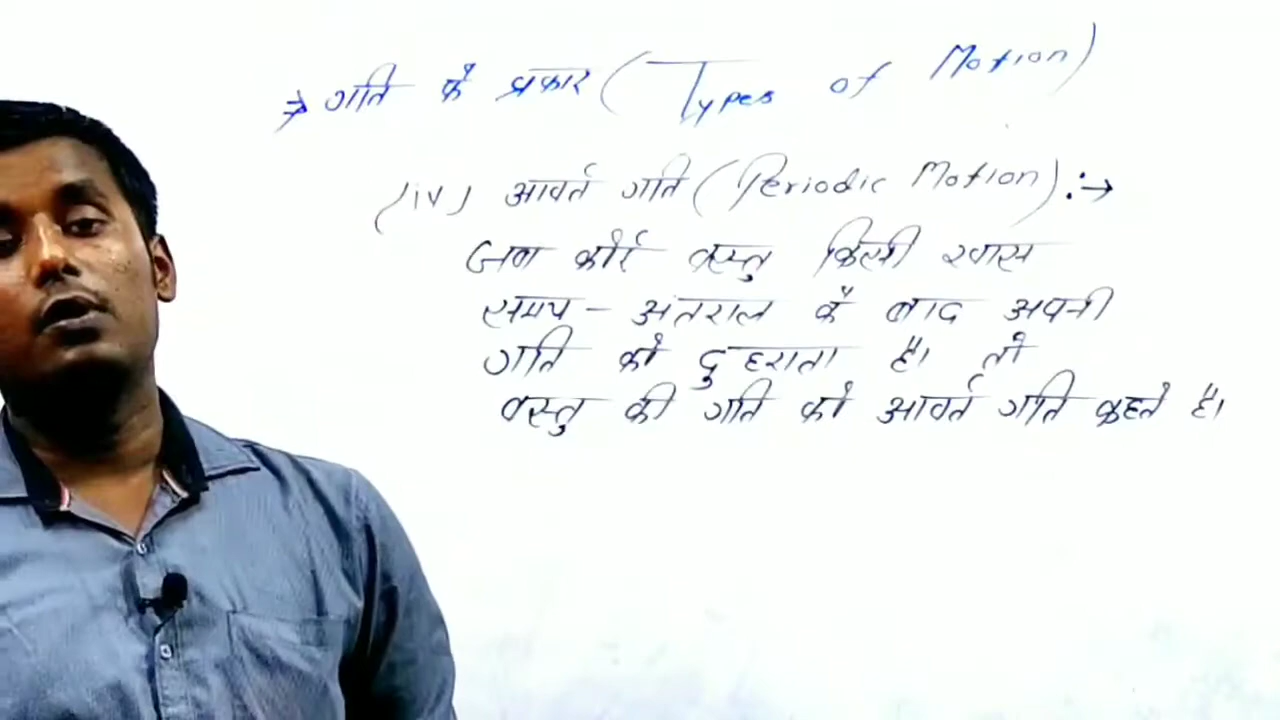 ⇒ गति के प्रकार (Types of Motion)
(iv) आवर्त गति (Periodic Motion) :→
जब कोई वस्तु किसी खास
समय - अंतराल के बाद अपनी
गति को दुहराता है। तो
वस्तु की गति को आवर्त गति कहते है।